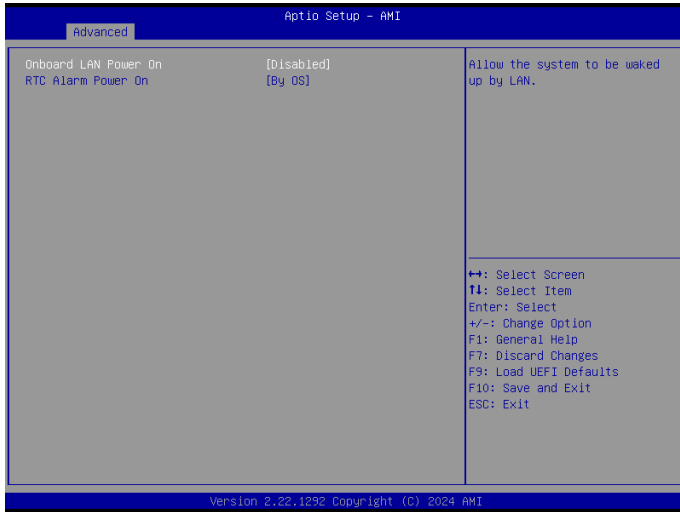 Aptio Setup – AMI
Advanced
Onboard LAN Power On [Disabled]
RTC Alarm Power On [By OS]
Allow the system to be waked
up by LAN.
↔: Select Screen
↑↓: Select Item
Enter: Select
+/-: Change Option
F1: General Help
F7: Discard Changes
F9: Load UEFI Defaults
F10: Save and Exit
ESC: Exit
Version 2.22.1292 Copyright (C) 2024 AMI